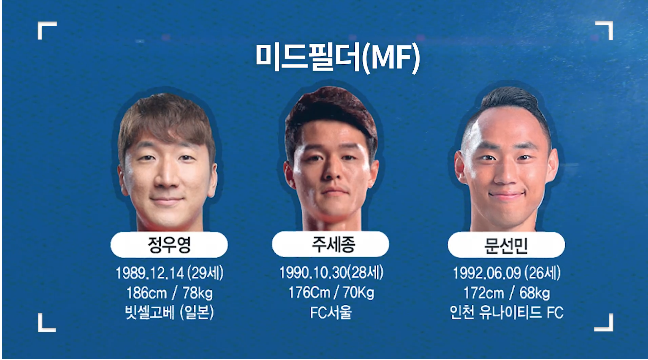 미드필더(MF)
정우영
1989.12.14 (29세)
186cm / 78kg
빗셀고베 (일본)
주세종
1990.10.30(28세)
176Cm / 70Kg
FC서울
문선민
1992.06.09 (26세)
172cm / 68kg
인천 유나이티드 FC